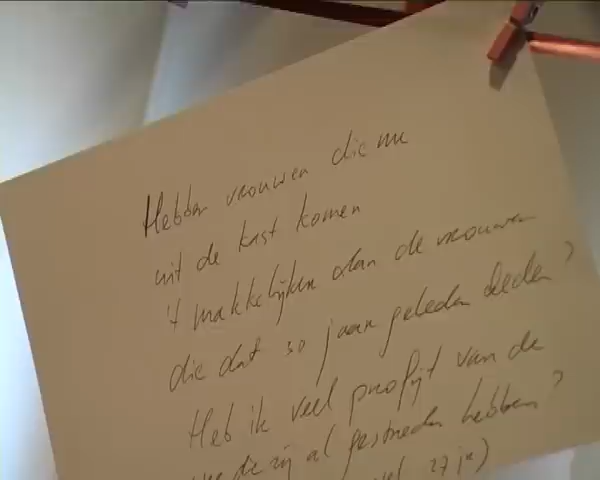 Hebben vrouwen die nu
uit de kast komen
't makkelijker dan de vrouwen
die dat 50 jaar geleden deden?
Heb ik veel profijt van de
die zij al gestreden hebben?
27 jr)